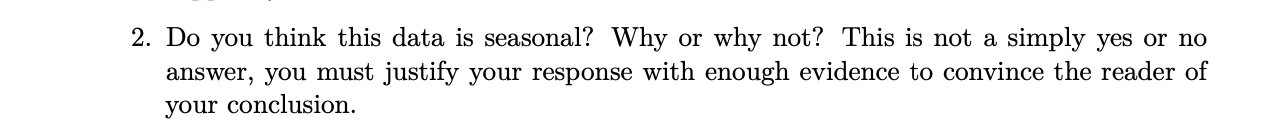 2. Do you think this data is seasonal? Why or why not? This is not a simply yes or no
answer, you must justify your response with enough evidence to convince the reader of
your conclusion.